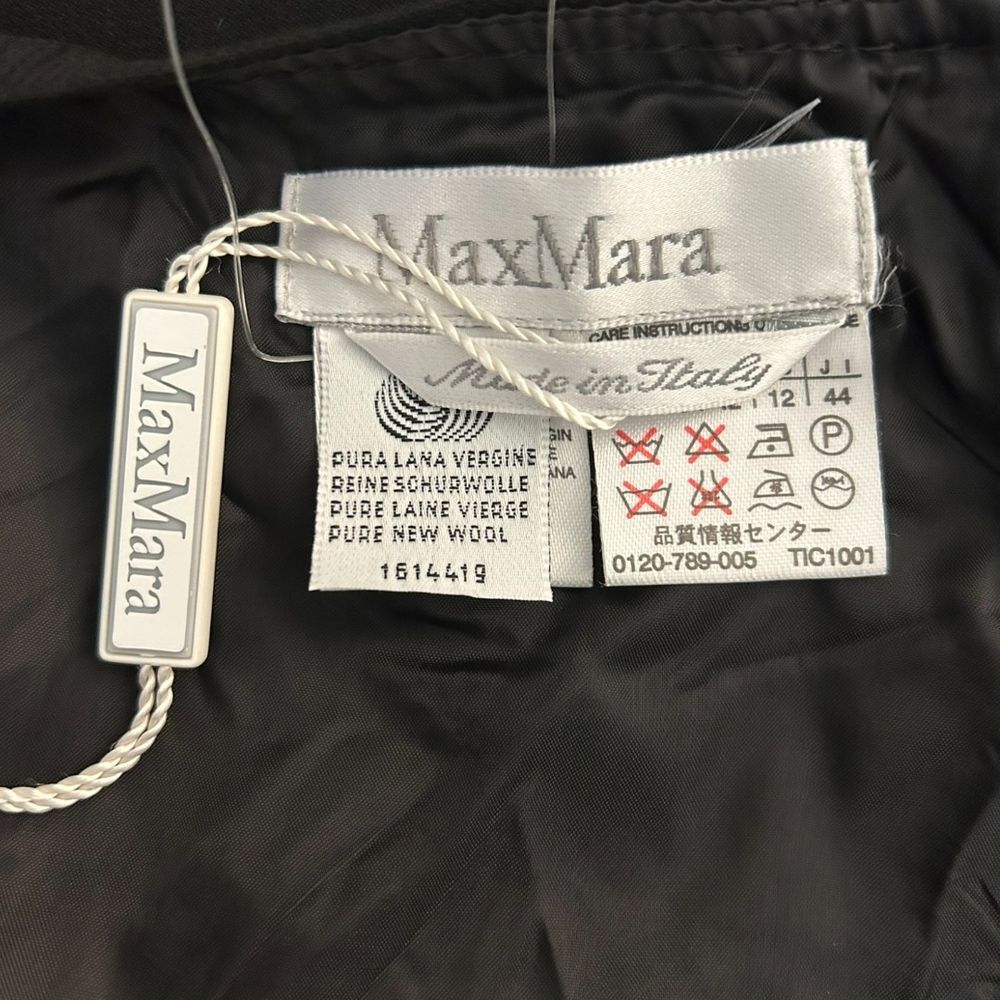 MaxMara
MaxMara
CARE INSTRUCTIONS
Made in Italy
J I
12 44
PURA LANA VERGINE
REINE SCHURWOLLE
PURE LAINE VIERGE
PURE NEW WOOL
1614419
P
品質情報センター
0120-789-005 TIC1001